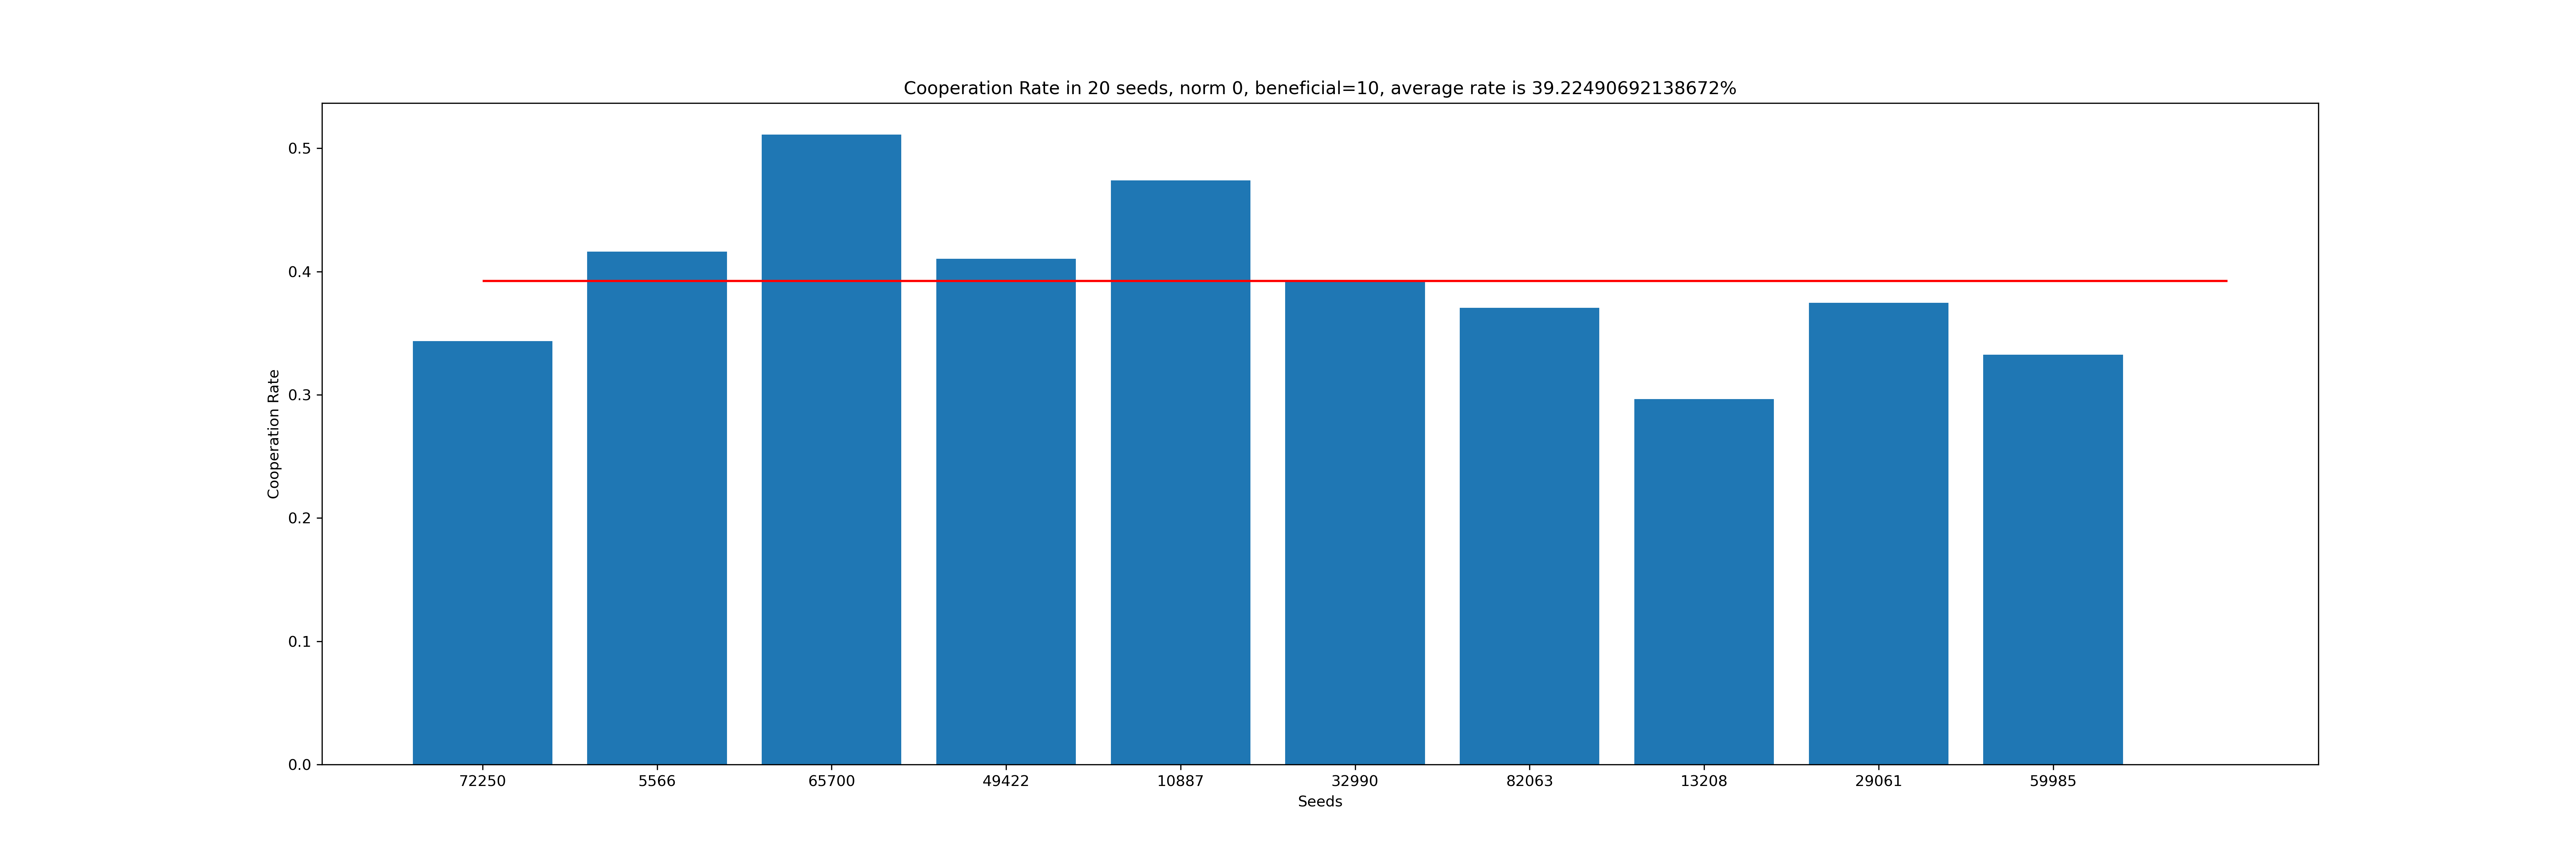 Cooperation Rate in 20 seeds, norm 0, beneficial=10, average rate is 39.22490692138672%
0.5
0.4
0.3
0.2
0.1
0.0
Cooperation Rate
72250 5566 65700 49422 10887 32990 82063 13208 29061 59985
Seeds